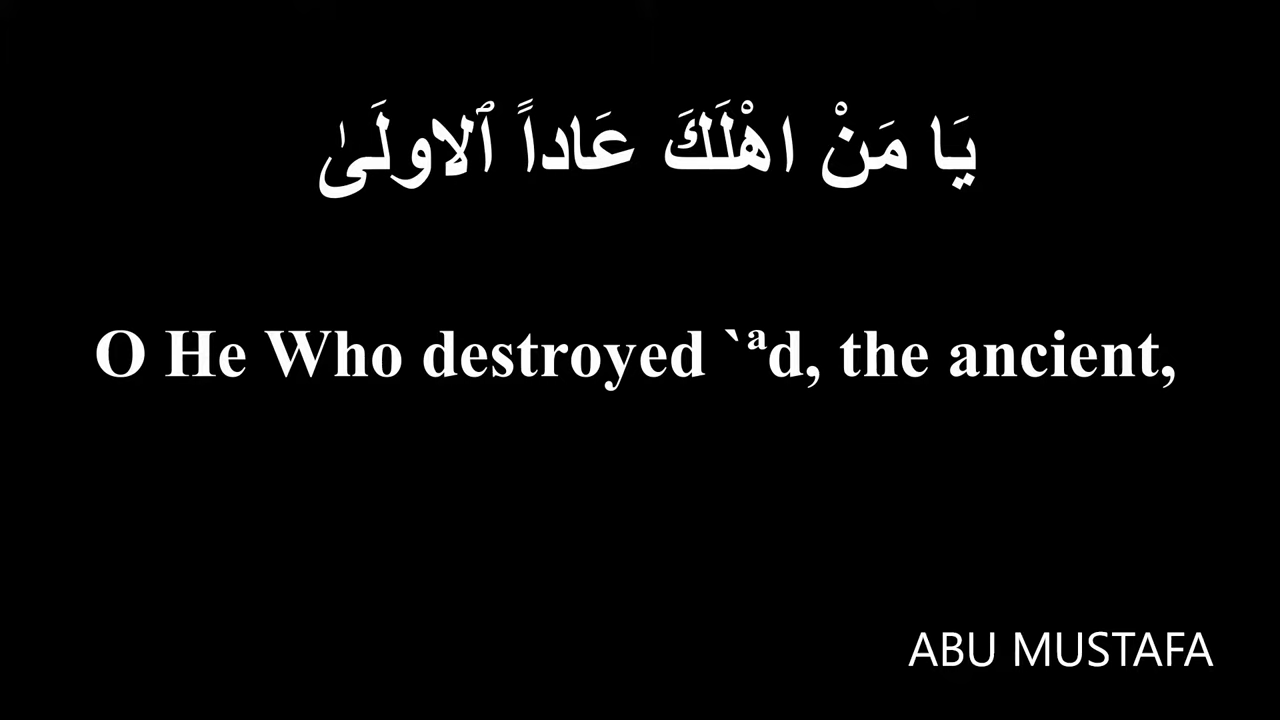 يَا مَنْ اهْلَكَ عَاداً ٱلاولَىٰ
O He Who destroyed `ªd, the ancient,
ABU MUSTAFA